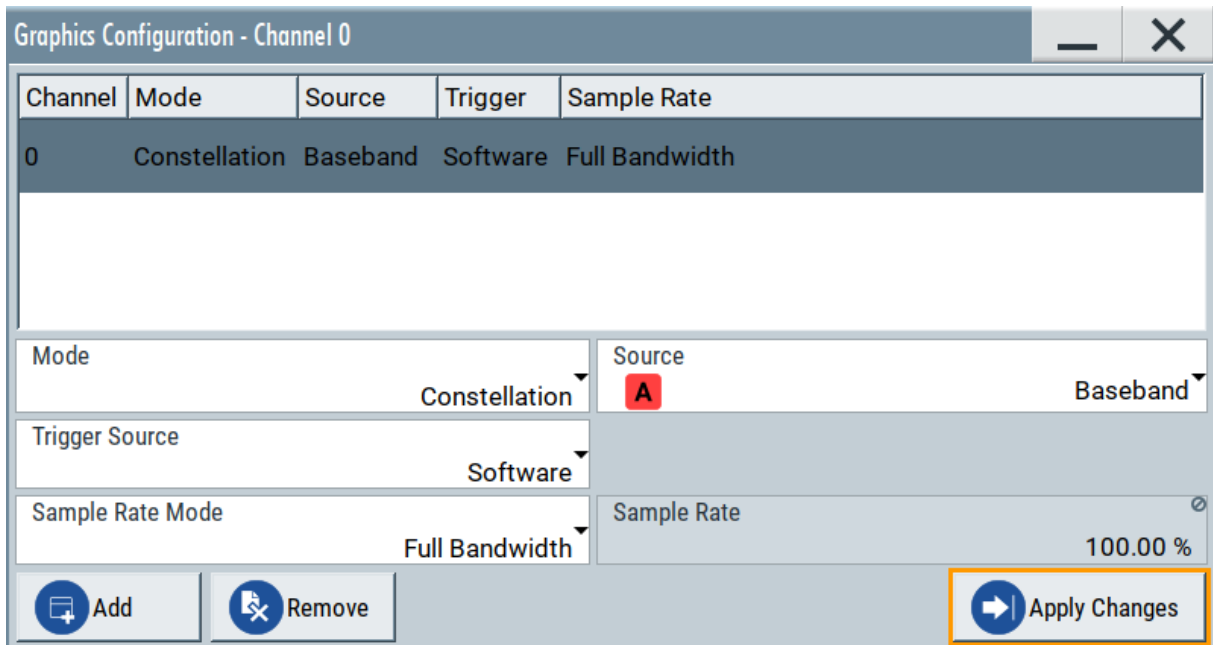 Graphics Configuration - Channel 0
Channel Mode Source Trigger Sample Rate
0 Constellation Baseband Software Full Bandwidth
Mode
Constellation
Source
A Baseband
Trigger Source
Software
Sample Rate Mode
Full Bandwidth
Sample Rate
100.00 %
Add
Remove
Apply Changes